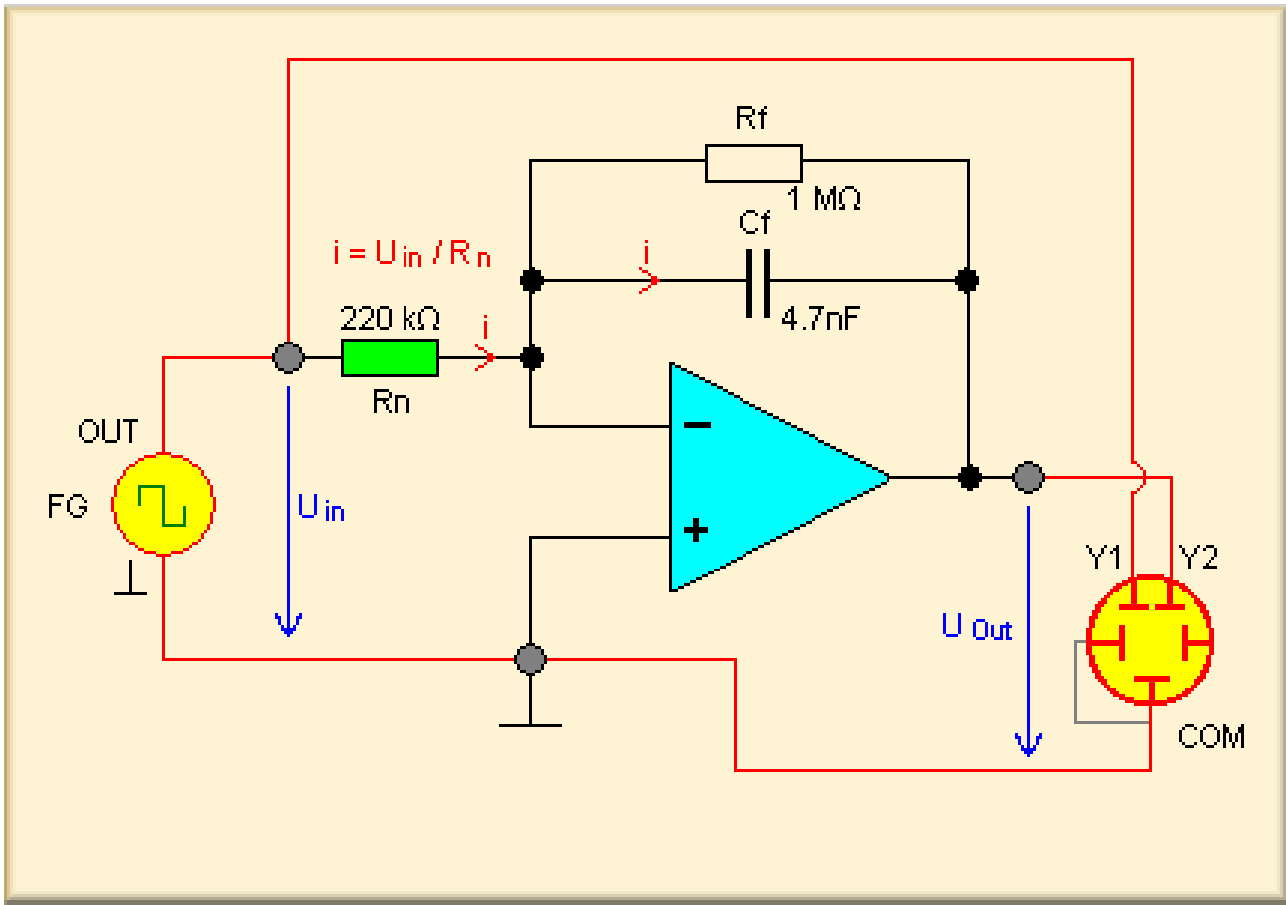 Rf
1 MΩ
Cf
i = U in / R n
i
4.7nF
220 kΩ
i
Rn
OUT
FG
U in
−
+
Y1
Y2
U Out
COM